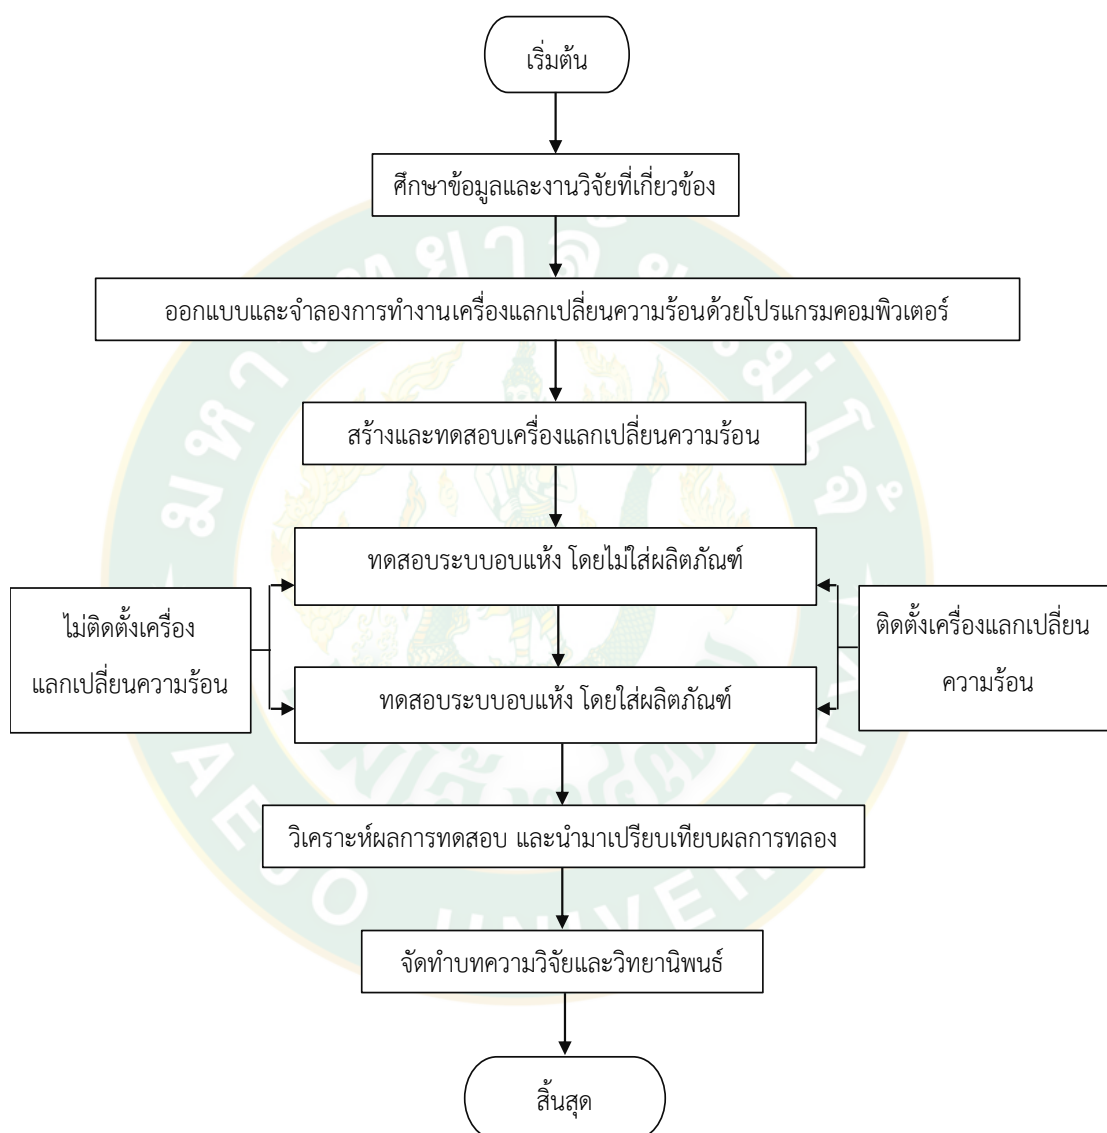 เริ่มต้น
ศึกษาข้อมูลและงานวิจัยที่เกี่ยวข้อง
ออกแบบและจำลองการทำงานเครื่องแลกเปลี่ยนความร้อนด้วยโปรแกรมคอมพิวเตอร์
สร้างและทดสอบเครื่องแลกเปลี่ยนความร้อน
ทดสอบระบบอบแห้ง โดยไม่ใส่ผลิตภัณฑ์
ไม่ติดตั้งเครื่อง
แลกเปลี่ยนความร้อน
ติดตั้งเครื่องแลกเปลี่ยน
ความร้อน
ทดสอบระบบอบแห้ง โดยใส่ผลิตภัณฑ์
วิเคราะห์ผลการทดสอบ และนำมาเปรียบเทียบผลการทลอง
จัดทำบทความวิจัยและวิทยานิพนธ์
สิ้นสุด